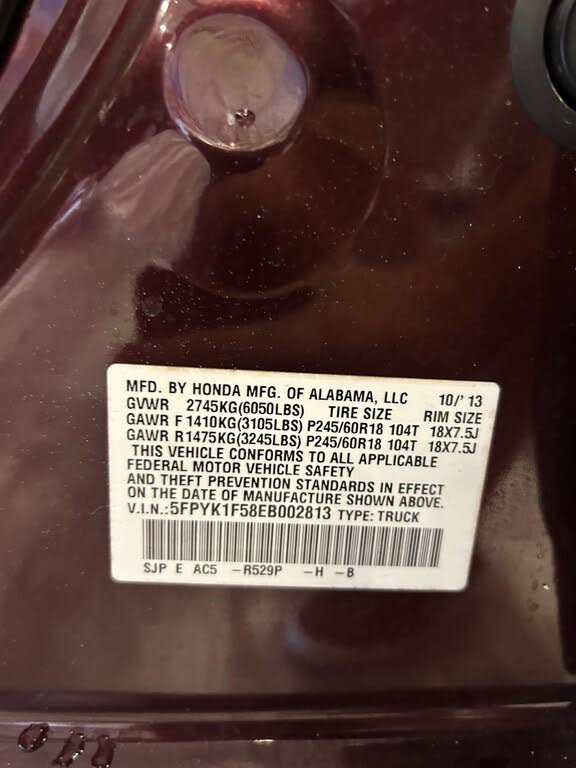 MFD. BY HONDA MFG. OF ALABAMA, LLC 10/'13
GVWR 2745KG(6050LBS) TIRE SIZE RIM SIZE
GAWR F 1410KG(3105LBS) P245/60R18 104T 18X7.5J
GAWR R1475KG(3245LBS) P245/60R18 104T 18X7.5J
THIS VEHICLE CONFORMS TO ALL APPLICABLE
FEDERAL MOTOR VEHICLE SAFETY
AND THEFT PREVENTION STANDARDS IN EFFECT
ON THE DATE OF MANUFACTURE SHOWN ABOVE.
V.I.N.:5FPYK1F58EB002813 TYPE: TRUCK
SJP E AC5 -R529P -H -B